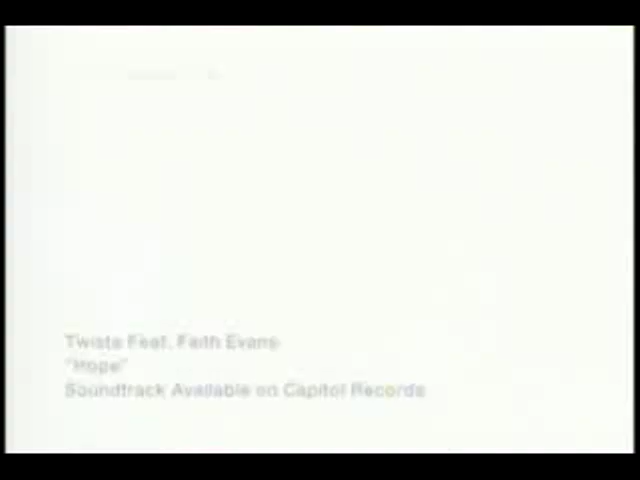 Twista Feat. Faith Evans
"Hope"
Soundtrack Available on Capitol Records